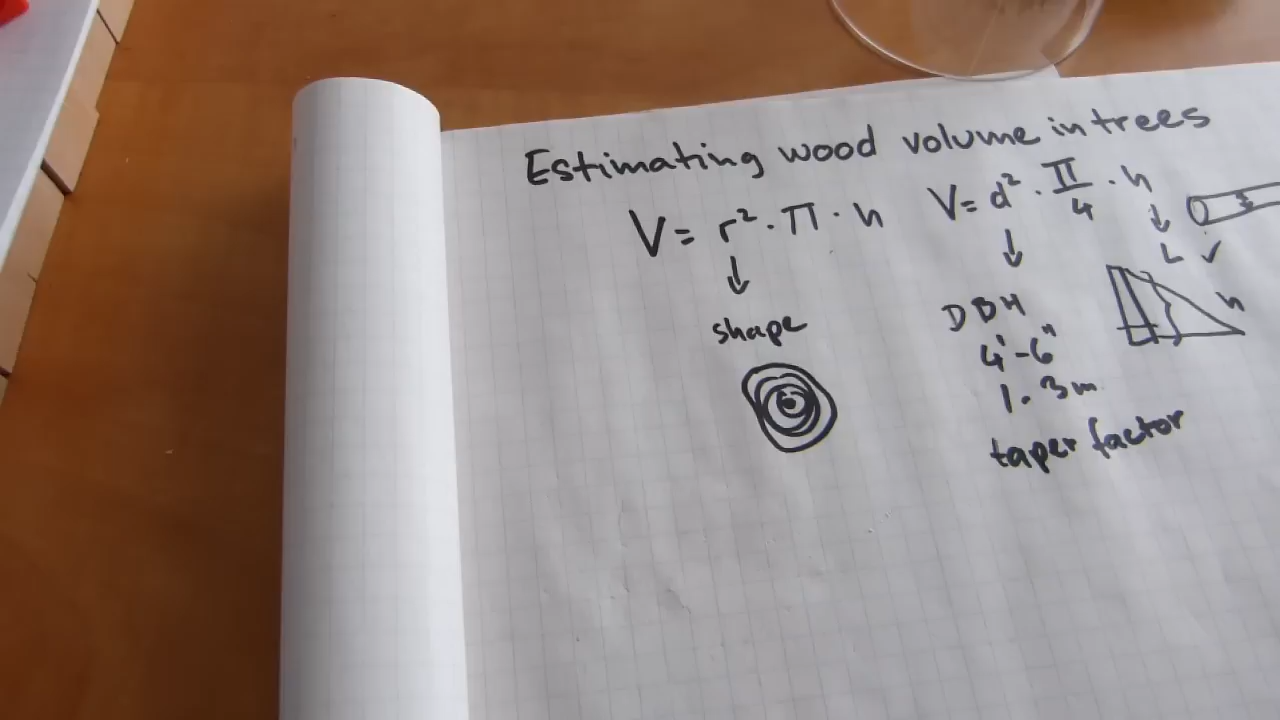 Estimating wood volume in trees
V = r² · π · h
V = d² · π/4 · h
shape
L ✓
DBH
h
4'-6"
1.3m
taper factor